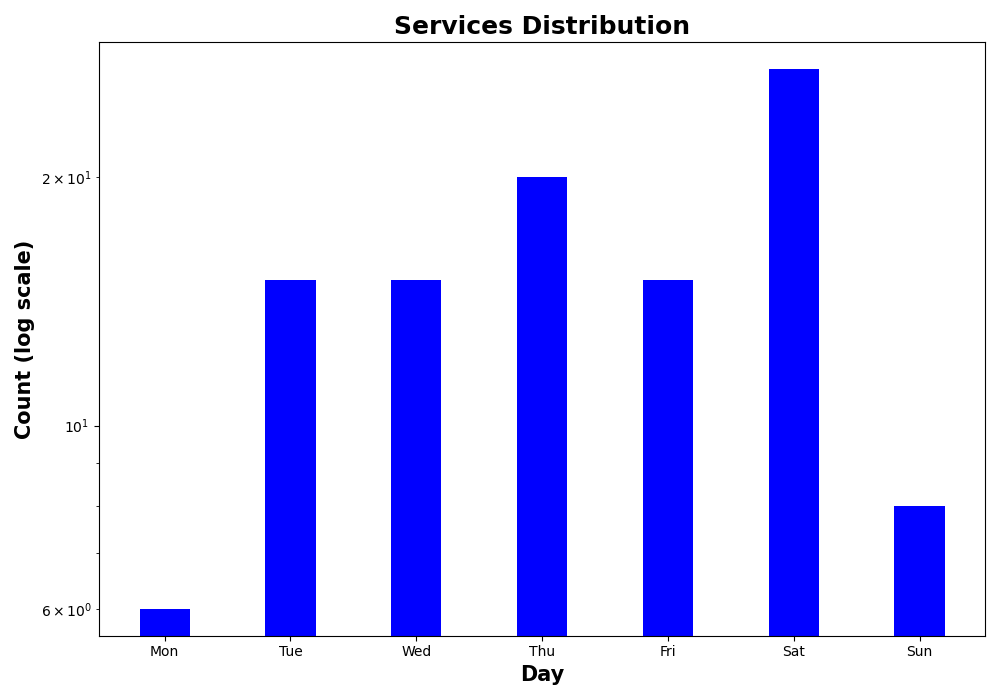 Services Distribution
Count (log scale)
2 × 10¹
10¹
6 × 10⁰
Mon Tue Wed Thu Fri Sat Sun
Day